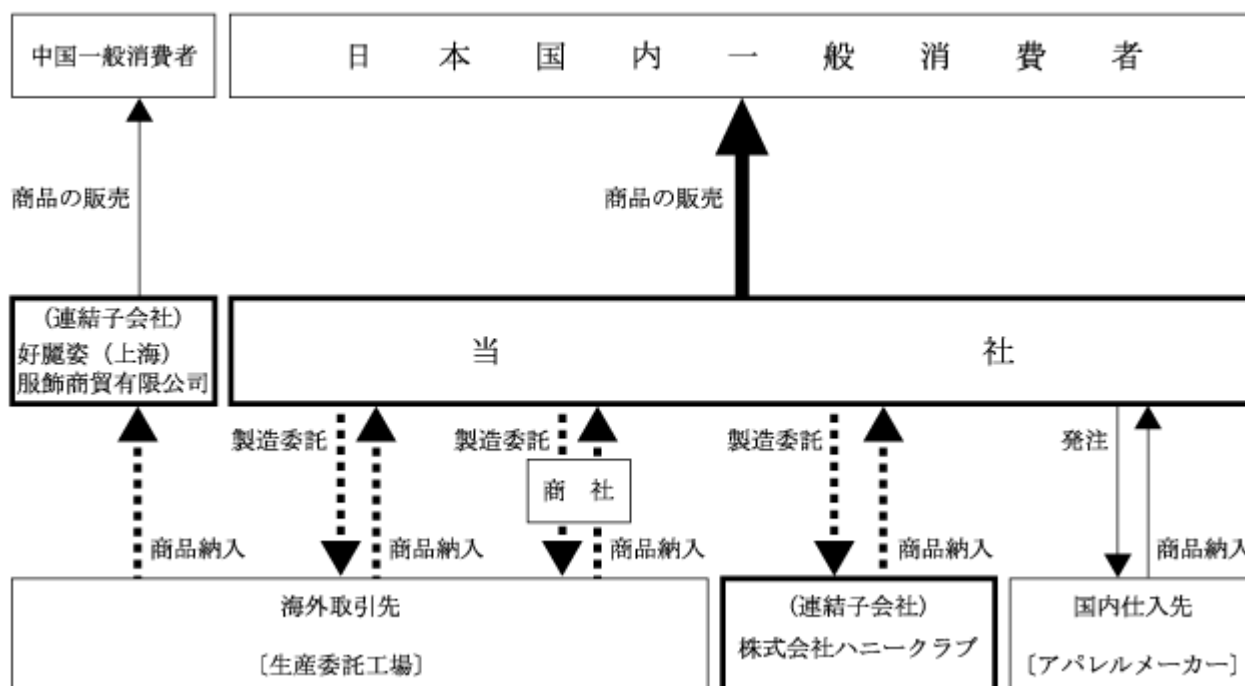 中国一般消費者
日本国内一般消費者
商品の販売
商品の販売
(連結子会社)
好麗姿(上海)
服飾商貿有限公司
当社
製造委託
製造委託
製造委託
発注
商社
商品納入
商品納入
商品納入
商品納入
商品納入
海外取引先
〔生産委託工場〕
(連結子会社)
株式会社ハニークラブ
国内仕入先
〔アパレルメーカー〕